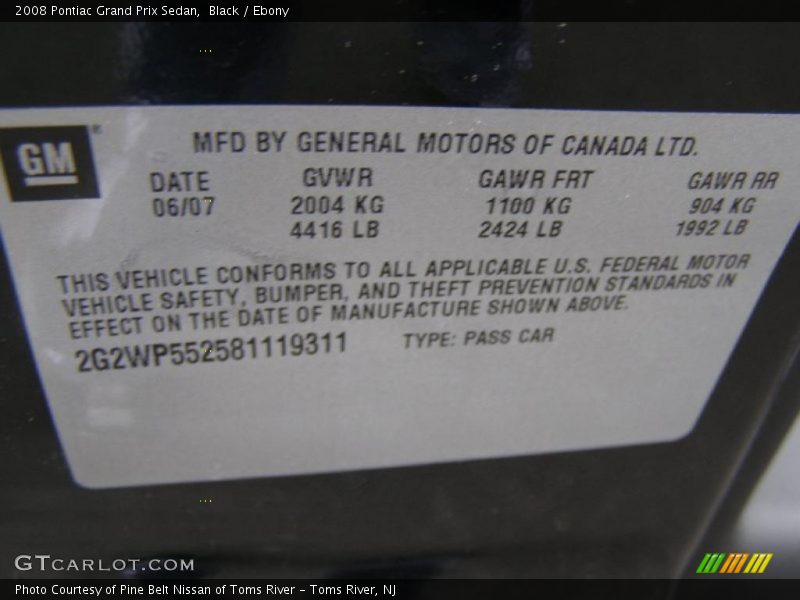 2008 Pontiac Grand Prix Sedan,  Black / Ebony
GM
MFD BY GENERAL MOTORS OF CANADA LTD.
DATE GVWR GAWR FRT GAWR RR
06/07 2004 KG 1100 KG 904 KG
4416 LB 2424 LB 1992 LB
THIS VEHICLE CONFORMS TO ALL APPLICABLE U.S. FEDERAL MOTOR
VEHICLE SAFETY, BUMPER, AND THEFT PREVENTION STANDARDS IN
EFFECT ON THE DATE OF MANUFACTURE SHOWN ABOVE.
2G2WP552581119311 TYPE: PASS CAR
GTCARLOT.COM
Photo Courtesy of Pine Belt Nissan of Toms River - Toms River, NJ